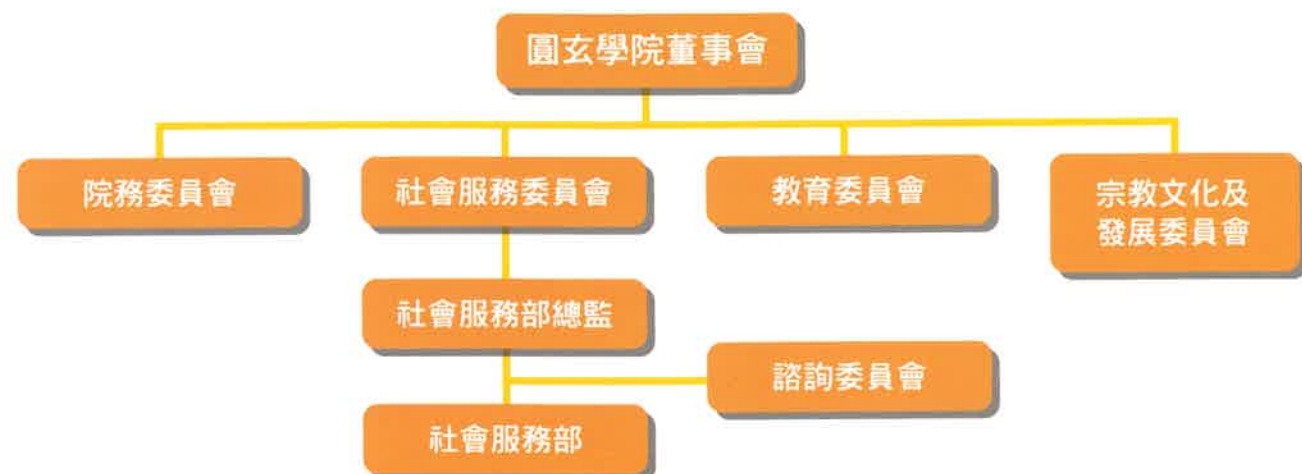 圓玄學院董事會
院務委員會
社會服務委員會
教育委員會
宗教文化及
發展委員會
社會服務部總監
諮詢委員會
社會服務部